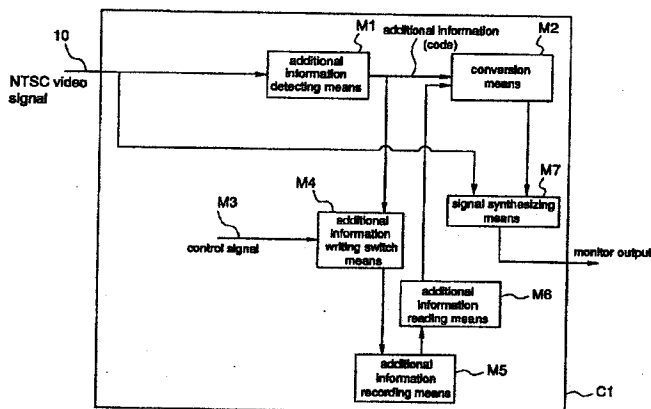 M1
additional information
(code)
M2
10
additional
information
detecting means
conversion
means
NTSC video
signal
M7
M4
signal synthesizing
means
M3
additional
information
writing switch
means
control signal
monitor output
additional
information
reading means
M6
additional
information
recording means
M5
C1